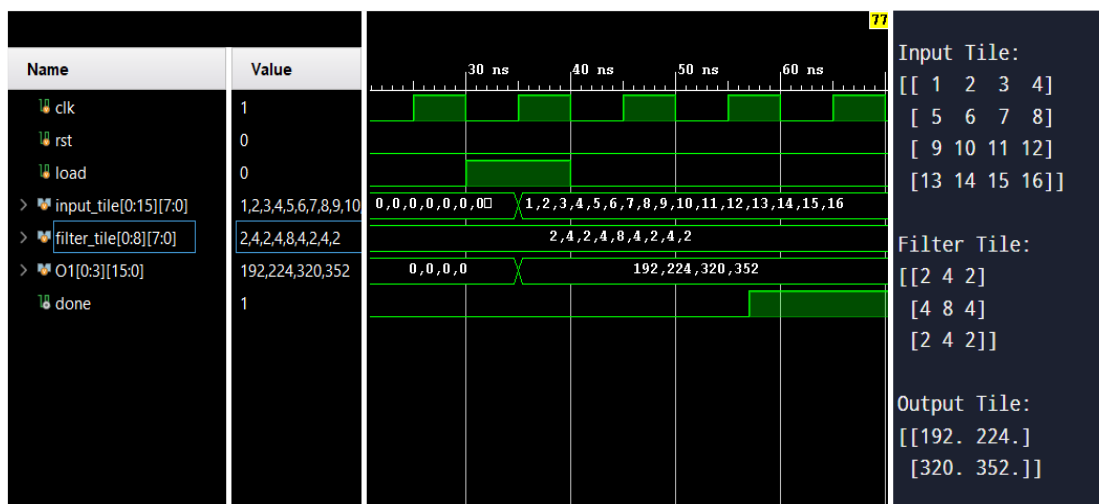 77
Name Value
30 ns 40 ns 50 ns 60 ns
clk 1
rst 0
load 0
input_tile[0:15][7:0] 1,2,3,4,5,6,7,8,9,10 0,0,0,0,0,0,0 1,2,3,4,5,6,7,8,9,10,11,12,13,14,15,16
filter_tile[0:8][7:0] 2,4,2,4,8,4,2,4,2 2,4,2,4,8,4,2,4,2
O1[0:3][15:0] 192,224,320,352 0,0,0,0 192,224,320,352
done 1
Input Tile:
[[ 1 2 3 4]
[ 5 6 7 8]
[ 9 10 11 12]
[13 14 15 16]]
Filter Tile:
[[2 4 2]
[4 8 4]
[2 4 2]]
Output Tile:
[[192. 224.]
[320. 352.]]